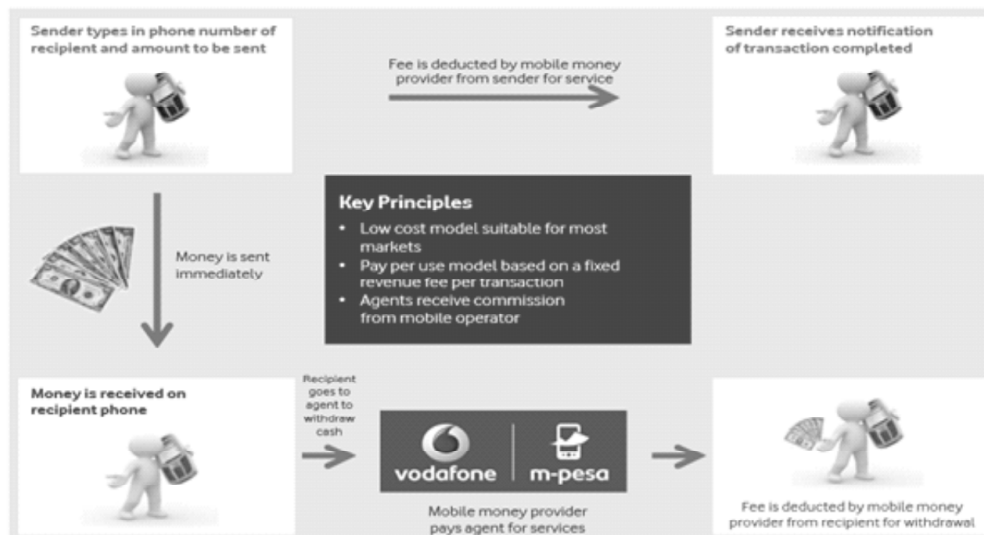 Sender types in phone number of
recipient and amount to be sent
Fee is deducted by mobile money
provider from sender for service
Sender receives notification
of transaction completed
Money is sent
immediately
Key Principles
• Low cost model suitable for most
markets
• Pay per use model based on a fixed
revenue fee per transaction
• Agents receive commission
from mobile operator
Money is received on
recipient phone
Recipient
goes to
agent to
withdraw
cash
vodafone
m-pesa
Mobile money provider
pays agent for services
Fee is deducted by mobile money
provider from recipient for withdrawal